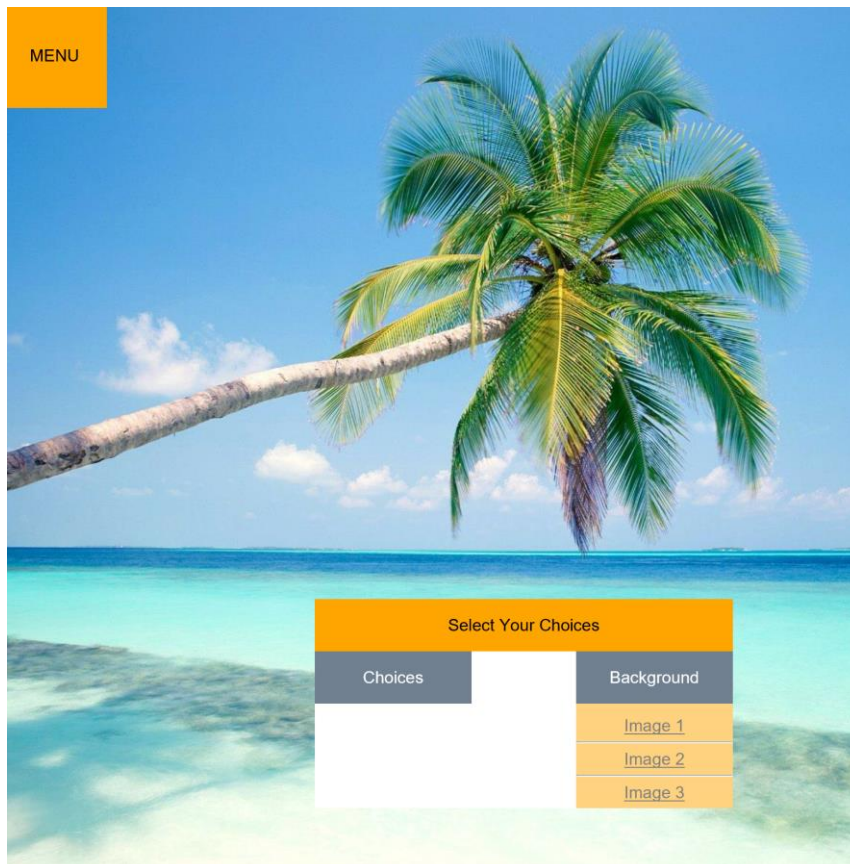 MENU
Select Your Choices
Choices
Background
Image 1
Image 2
Image 3